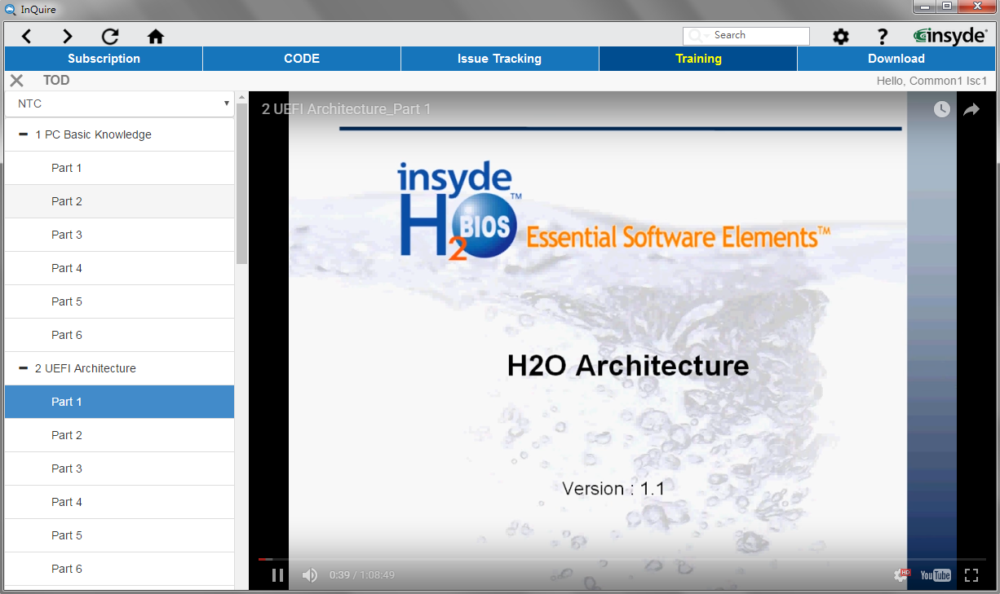 InQuire
Search
?
insyde®
Subscription
CODE
Issue Tracking
Training
Download
TOD
Hello, Common1 Isc1
NTC
1 PC Basic Knowledge
Part 1
Part 2
Part 3
Part 4
Part 5
Part 6
2 UEFI Architecture
Part 1
Part 2
Part 3
Part 4
Part 5
Part 6
2 UEFI Architecture_Part 1
insyde
H2BIOS™ Essential Software Elements™
H2O Architecture
Version : 1.1
0:39 / 1:08:49
HD
YouTube